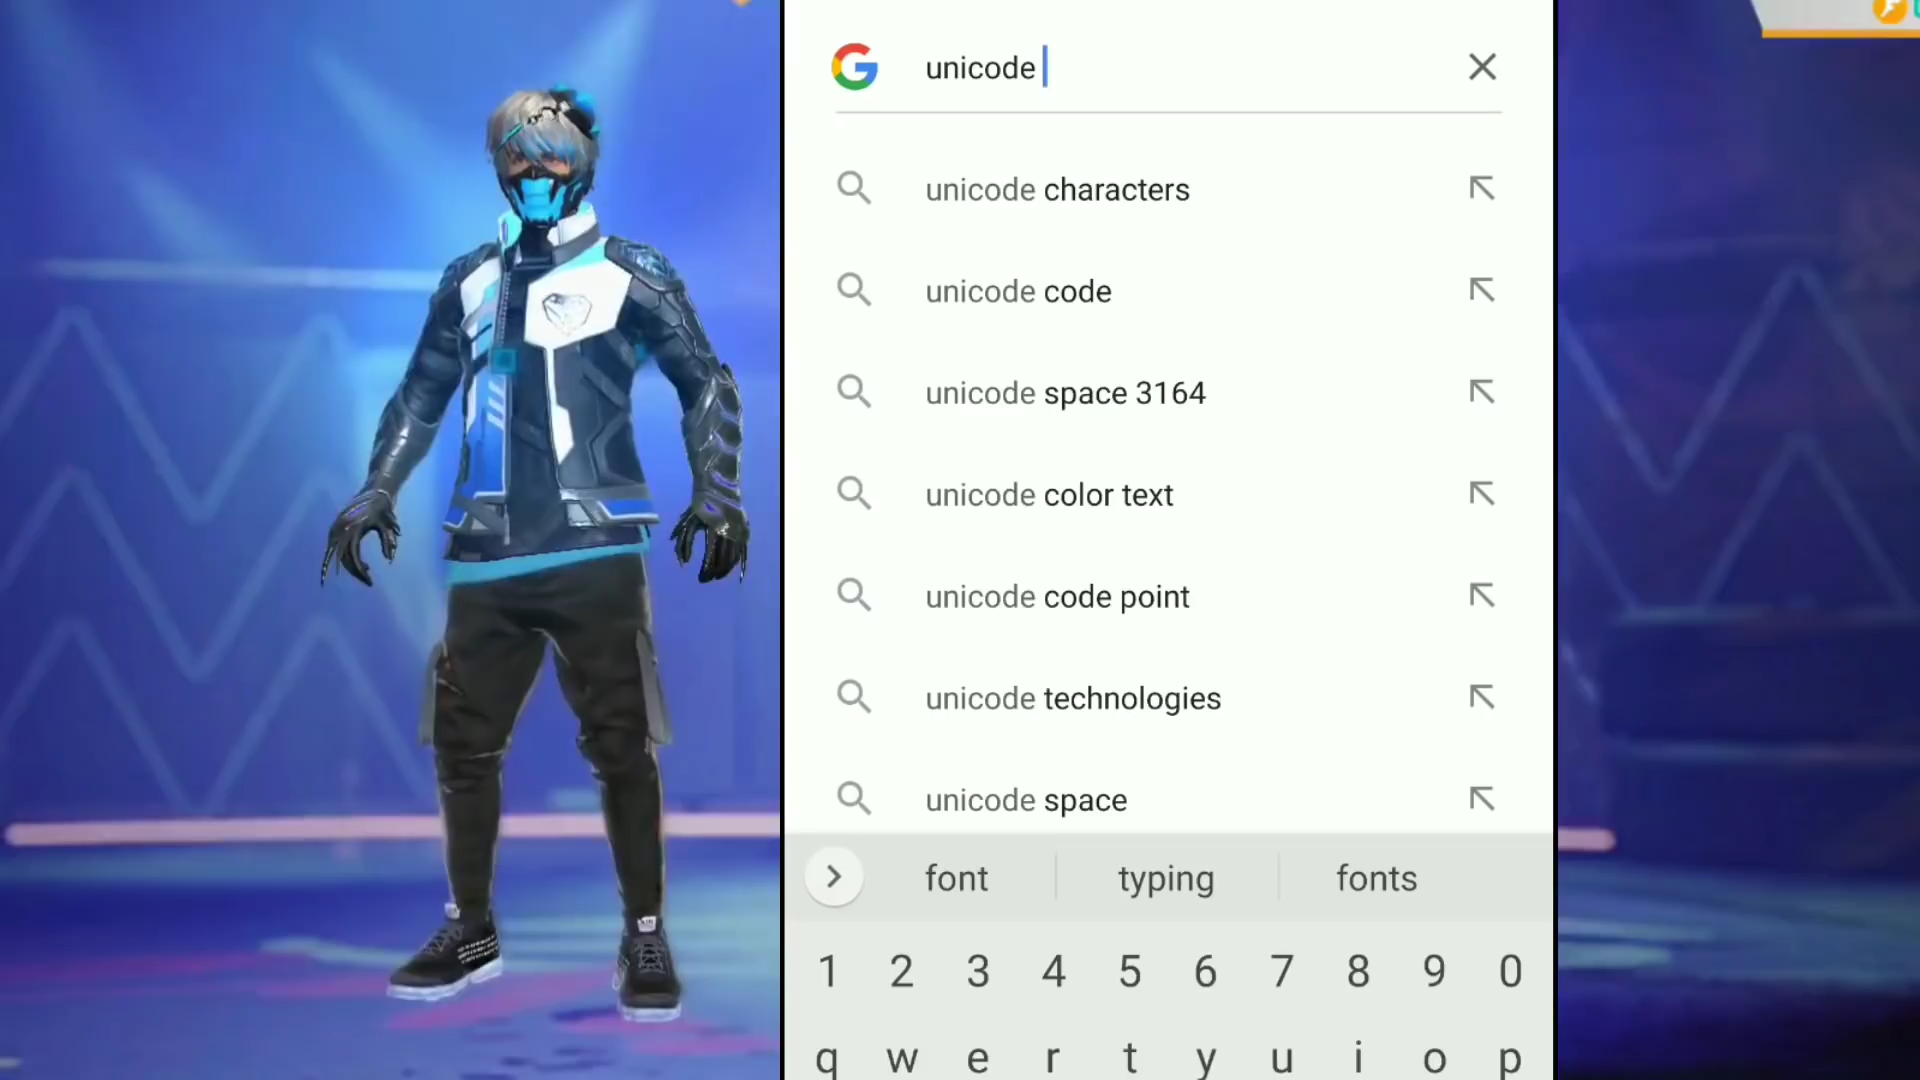 unicode
unicode characters
unicode code
unicode space 3164
unicode color text
unicode code point
unicode technologies
unicode space
font typing fonts
1 2 3 4 5 6 7 8 9 0
q w e r t y u i o p